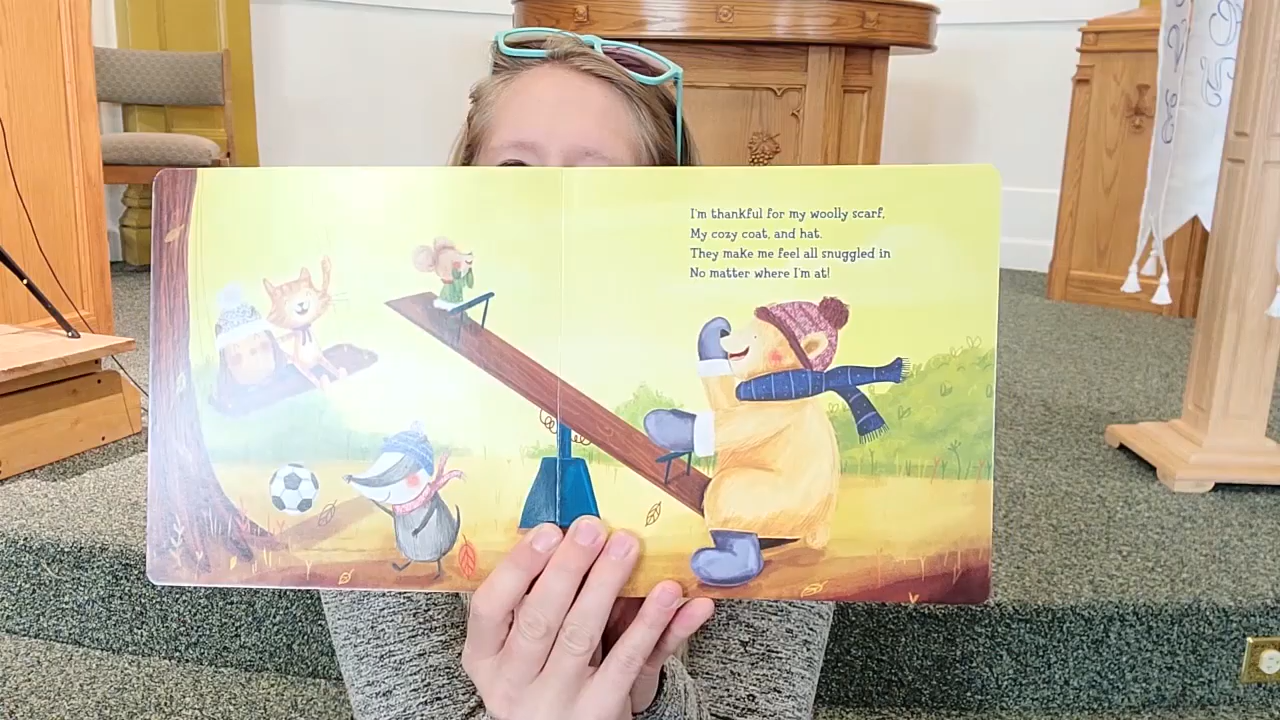 I'm thankful for my woolly scarf,
My cozy coat, and hat.
They make me feel all snuggled in
No matter where I'm at!